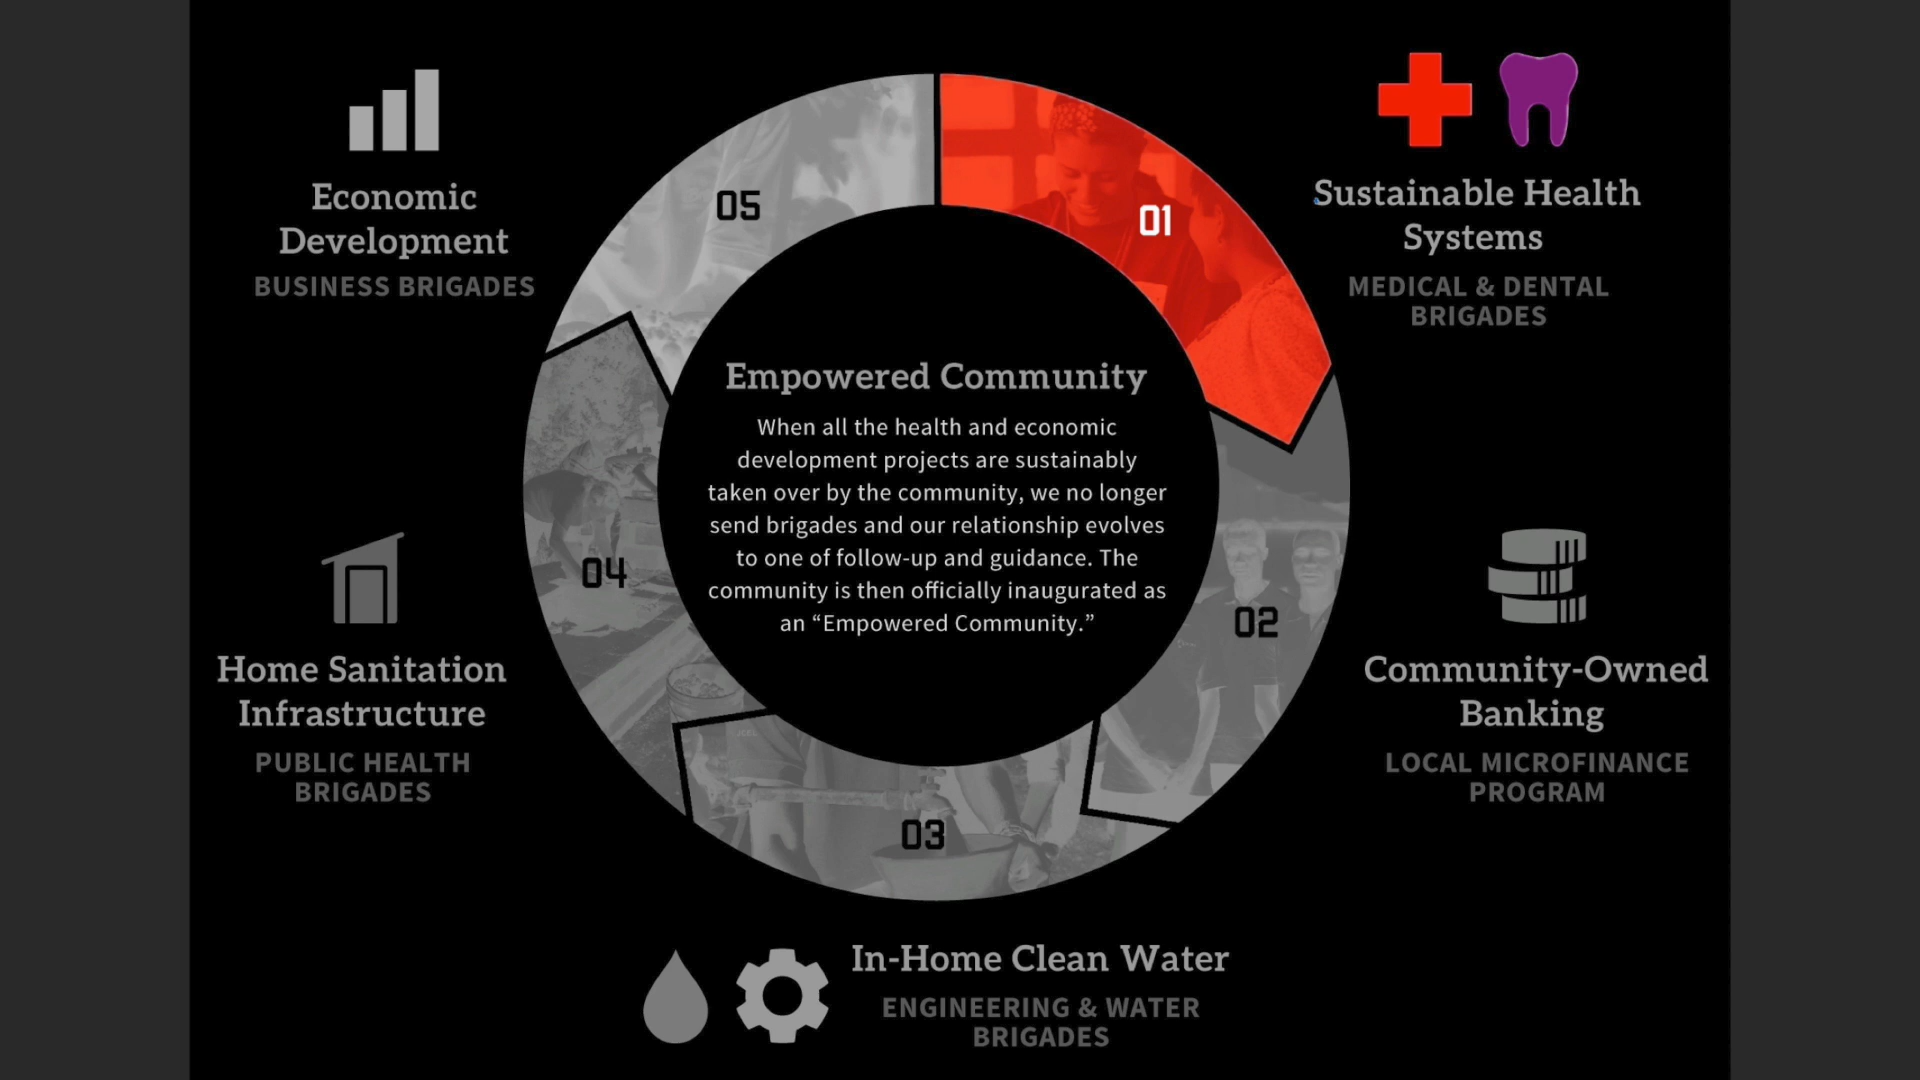 Economic
Development
BUSINESS BRIGADES
05
01
Sustainable Health
Systems
MEDICAL & DENTAL
BRIGADES
Empowered Community
When all the health and economic
development projects are sustainably
taken over by the community, we no longer
send brigades and our relationship evolves
to one of follow-up and guidance. The
community is then officially inaugurated as
an “Empowered Community.”
04
02
Home Sanitation
Infrastructure
PUBLIC HEALTH
BRIGADES
Community-Owned
Banking
LOCAL MICROFINANCE
PROGRAM
03
In-Home Clean Water
ENGINEERING & WATER
BRIGADES